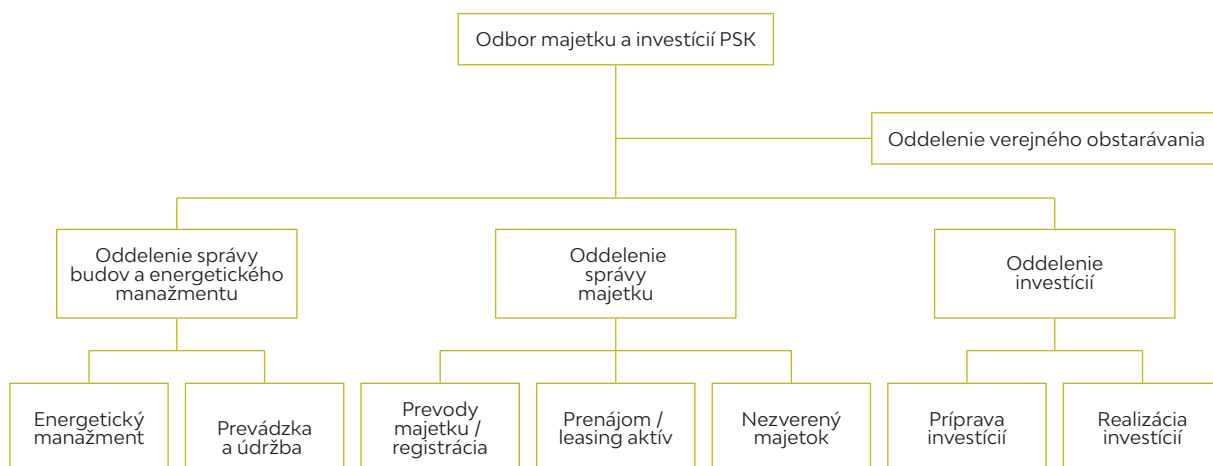 Odbor majetku a investícií PSK
Oddelenie verejného obstarávania
Oddelenie správy
budov a energetického
manažmentu
Oddelenie
správy
majetku
Oddelenie
investícií
Energetický
manažment
Prevádzka
a údržba
Prevody
majetku /
registrácia
Prenájom /
leasing aktív
Nezverený
majetok
Príprava
investícií
Realizácia
investícií